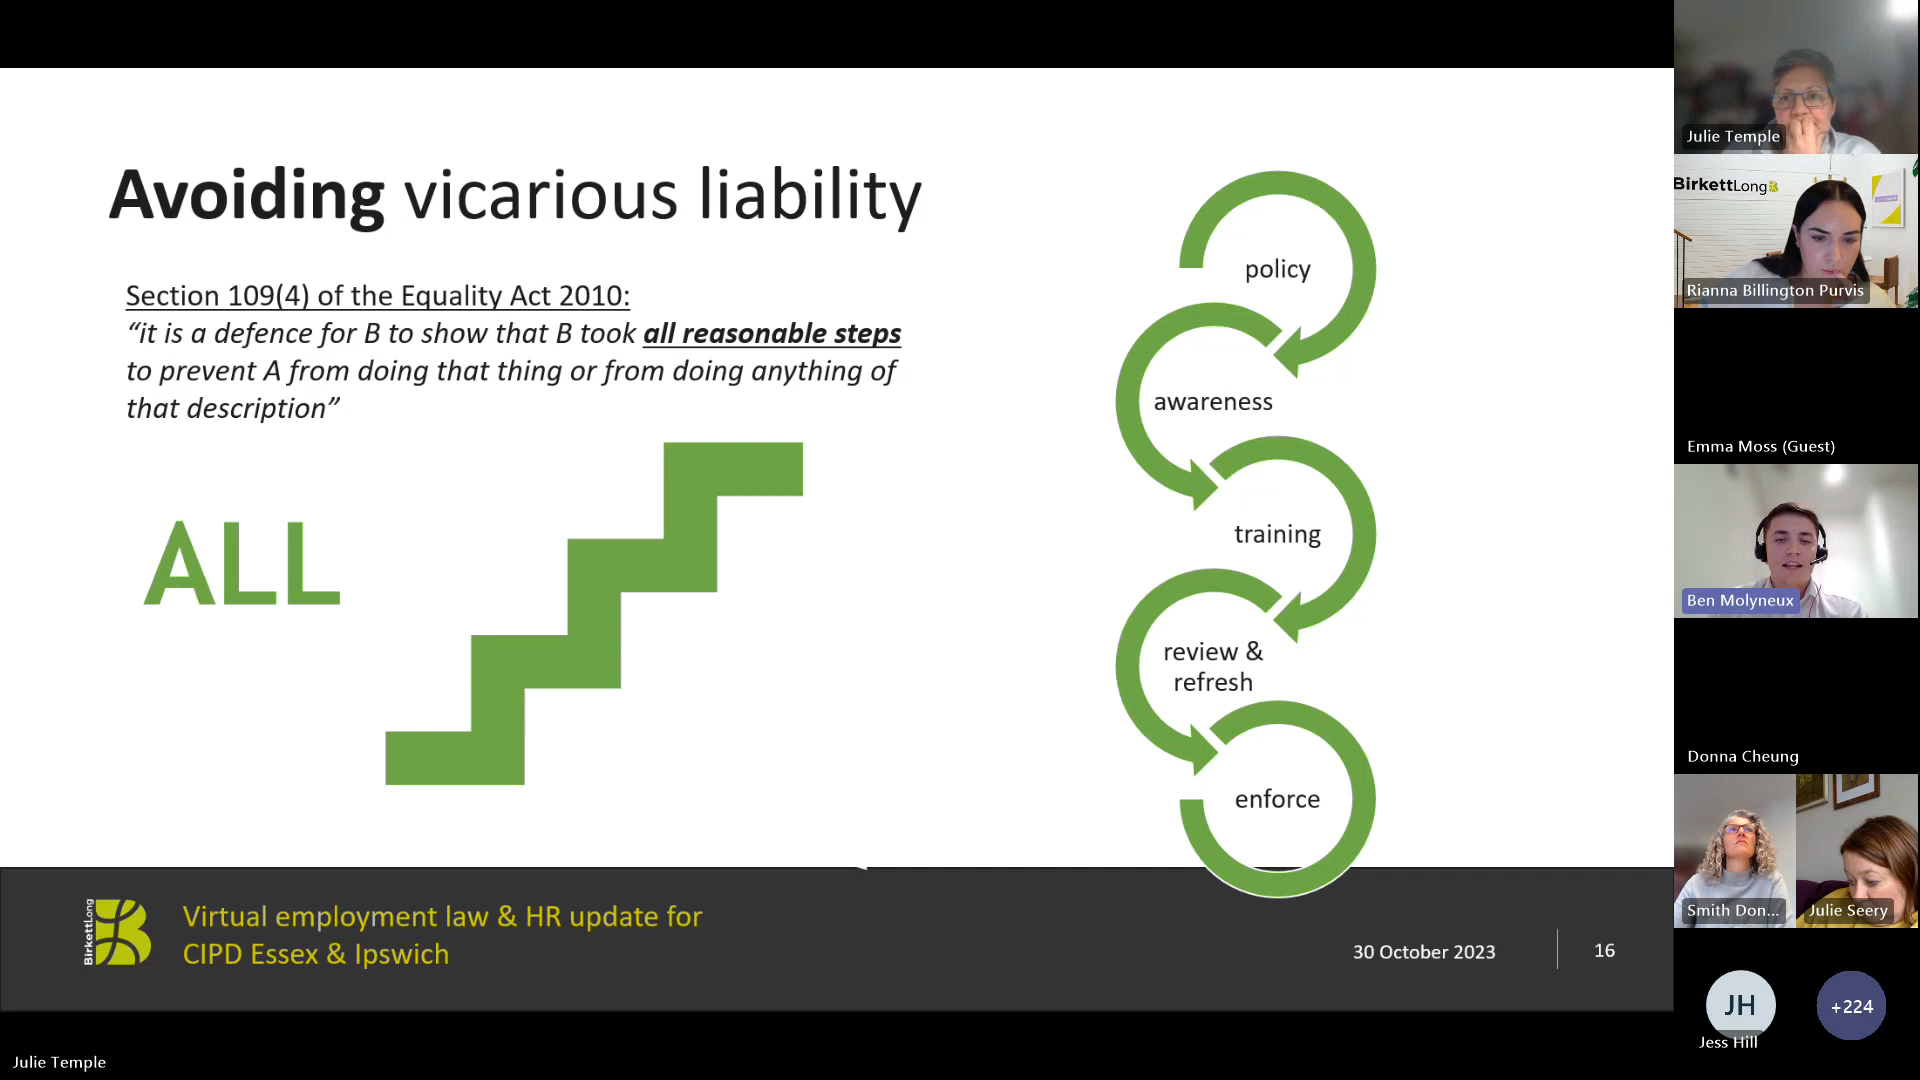 Avoiding vicarious liability
Section 109(4) of the Equality Act 2010:
“it is a defence for B to show that B took all reasonable steps
to prevent A from doing that thing or from doing anything of
that description”
ALL
policy
awareness
training
review &
refresh
enforce
BirkettLong
Virtual employment law & HR update for
CIPD Essex & Ipswich
30 October 2023
16
Julie Temple
Julie Temple
BirkettLong
Rianna Billington Purvis
Emma Moss (Guest)
Ben Molyneux
Donna Cheung
Smith Don...
Julie Seery
JH
Jess Hill
+224